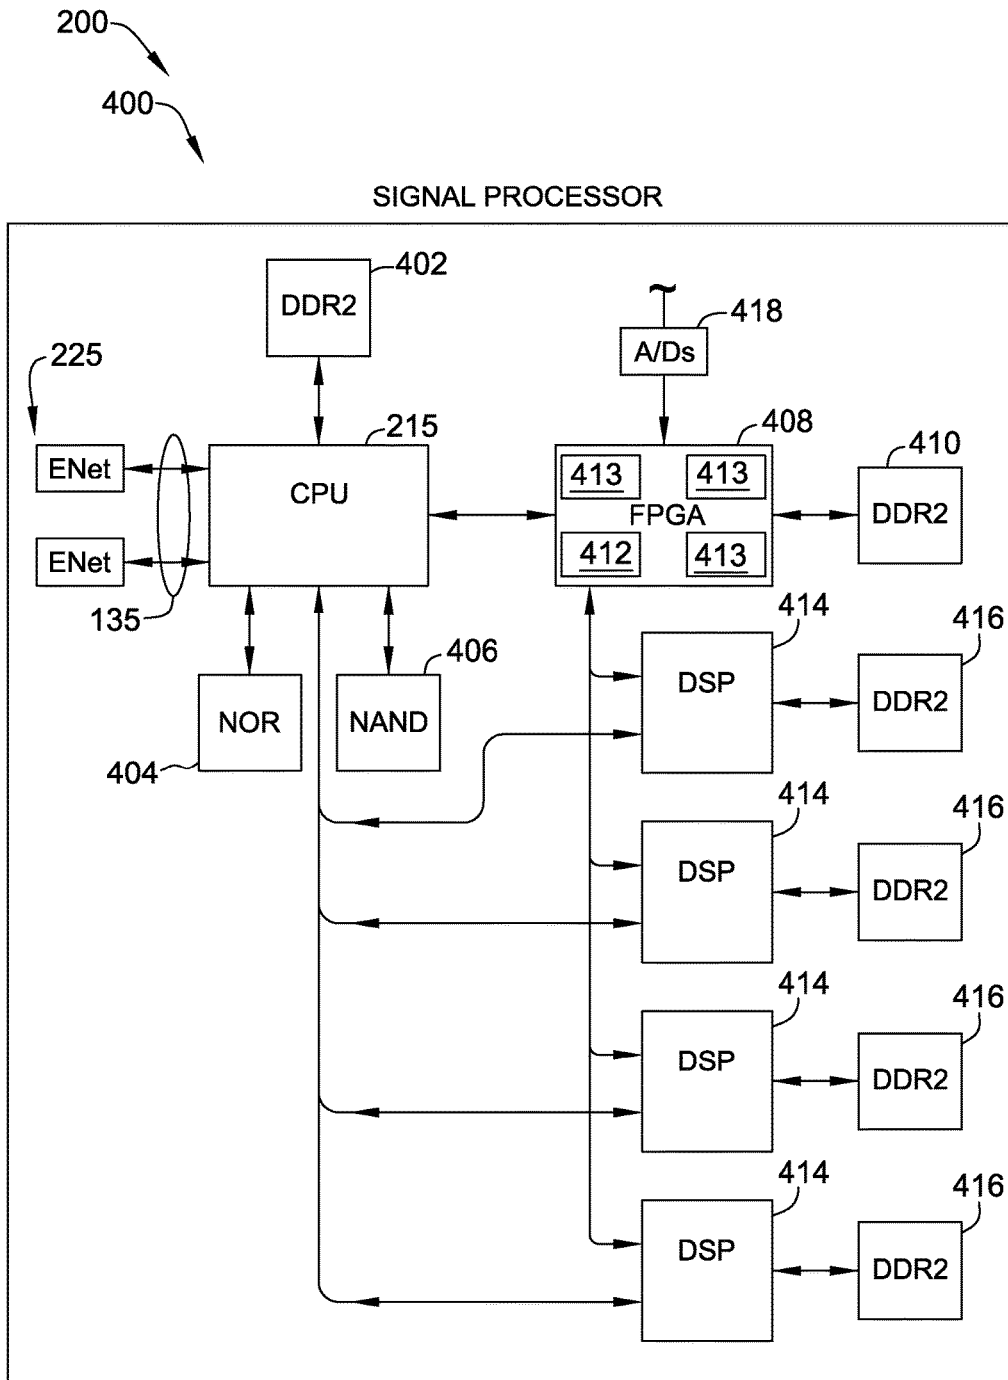 200
400
SIGNAL PROCESSOR
402
DDR2
418
A/Ds
225
215
408
410
ENet
CPU
413
413
FPGA
DDR2
ENet
412
413
135
414
406
416
NOR
NAND
DSP
DDR2
404
414
416
DSP
DDR2
414
416
DSP
DDR2
414
416
DSP
DDR2